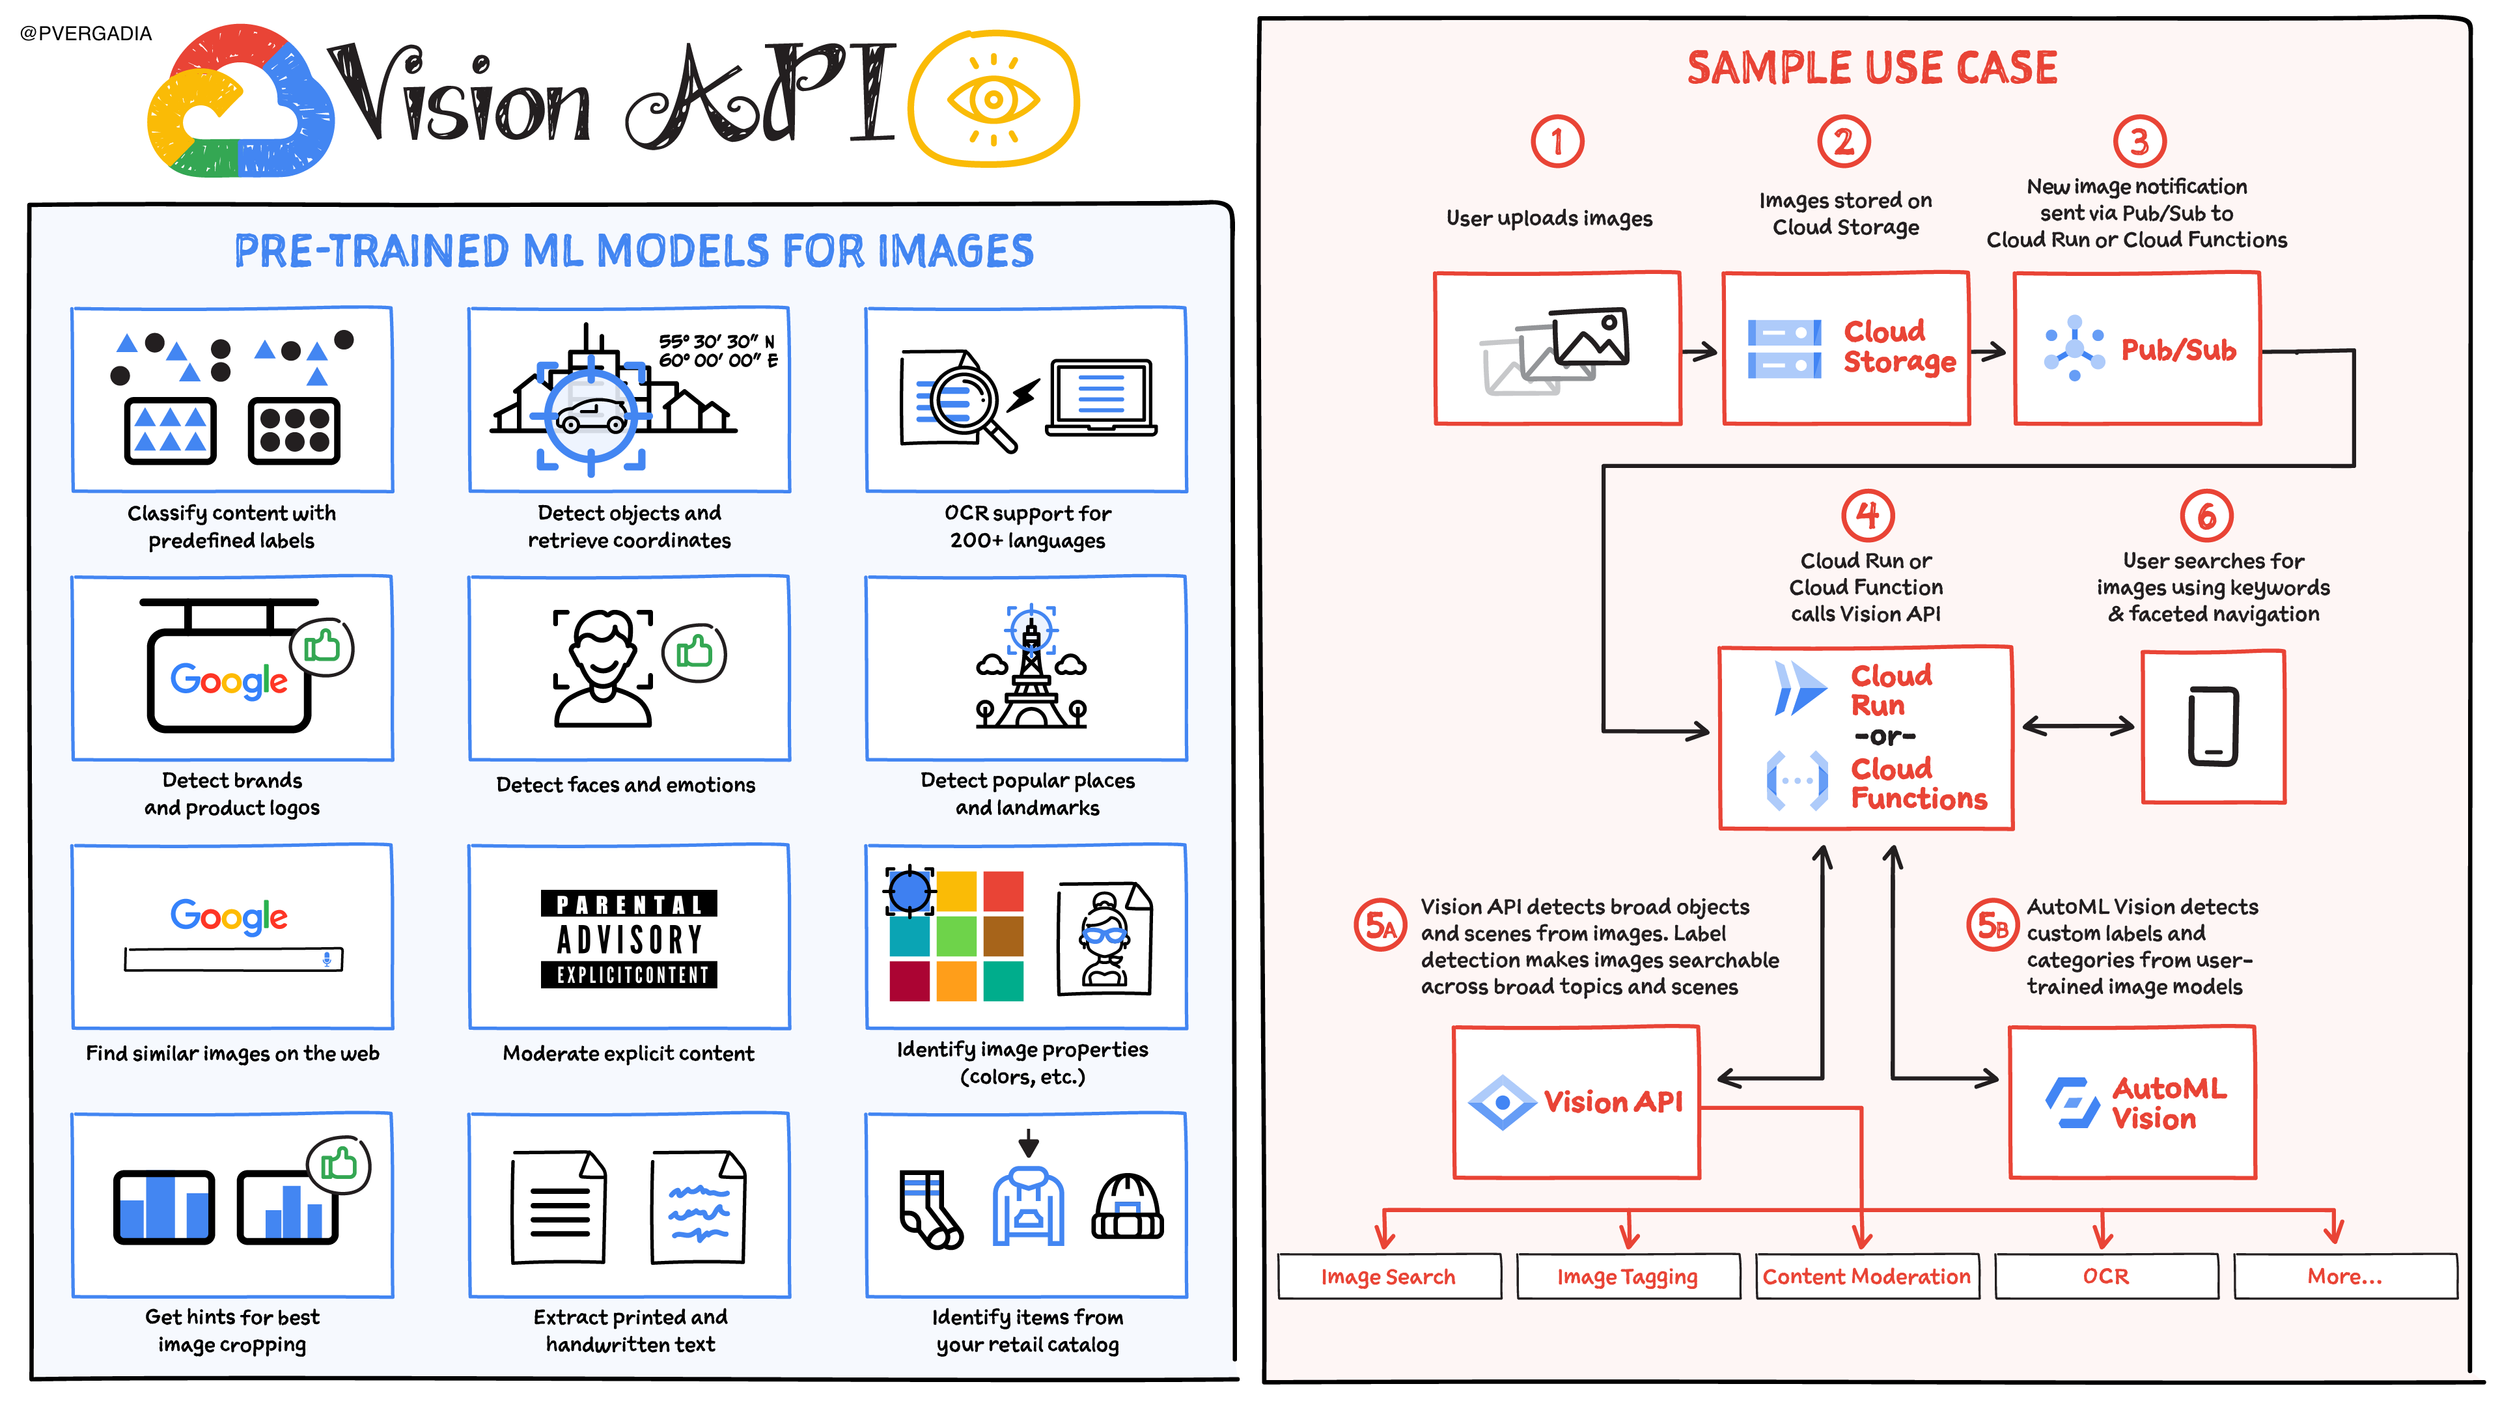 @PVERGADIA
Vision API
PRE-TRAINED ML MODELS FOR IMAGES
Classify content with
predefined labels
55° 30′ 30″ N
60° 00′ 00″ E
Detect objects and
retrieve coordinates
OCR support for
200+ languages
Google
Detect brands
and product logos
Detect faces and emotions
Detect popular places
and landmarks
Google
Find similar images on the web
PARENTAL
ADVISORY
EXPLICITCONTENT
Moderate explicit content
Identify image properties
(colors, etc.)
Get hints for best
image cropping
Extract printed and
handwritten text
Identify items from
your retail catalog
SAMPLE USE CASE
1
User uploads images
2
Images stored on
Cloud Storage
Cloud
Storage
3
New image notification
sent via Pub/Sub to
Cloud Run or Cloud Functions
Pub/Sub
4
Cloud Run or
Cloud Function
calls Vision API
Cloud
Run
-or-
Cloud
Functions
6
User searches for
images using keywords
& faceted navigation
5A
Vision API detects broad objects
and scenes from images. Label
detection makes images searchable
across broad topics and scenes
Vision API
5B
AutoML Vision detects
custom labels and
categories from user-
trained image models
AutoML
Vision
Image Search
Image Tagging
Content Moderation
OCR
More...